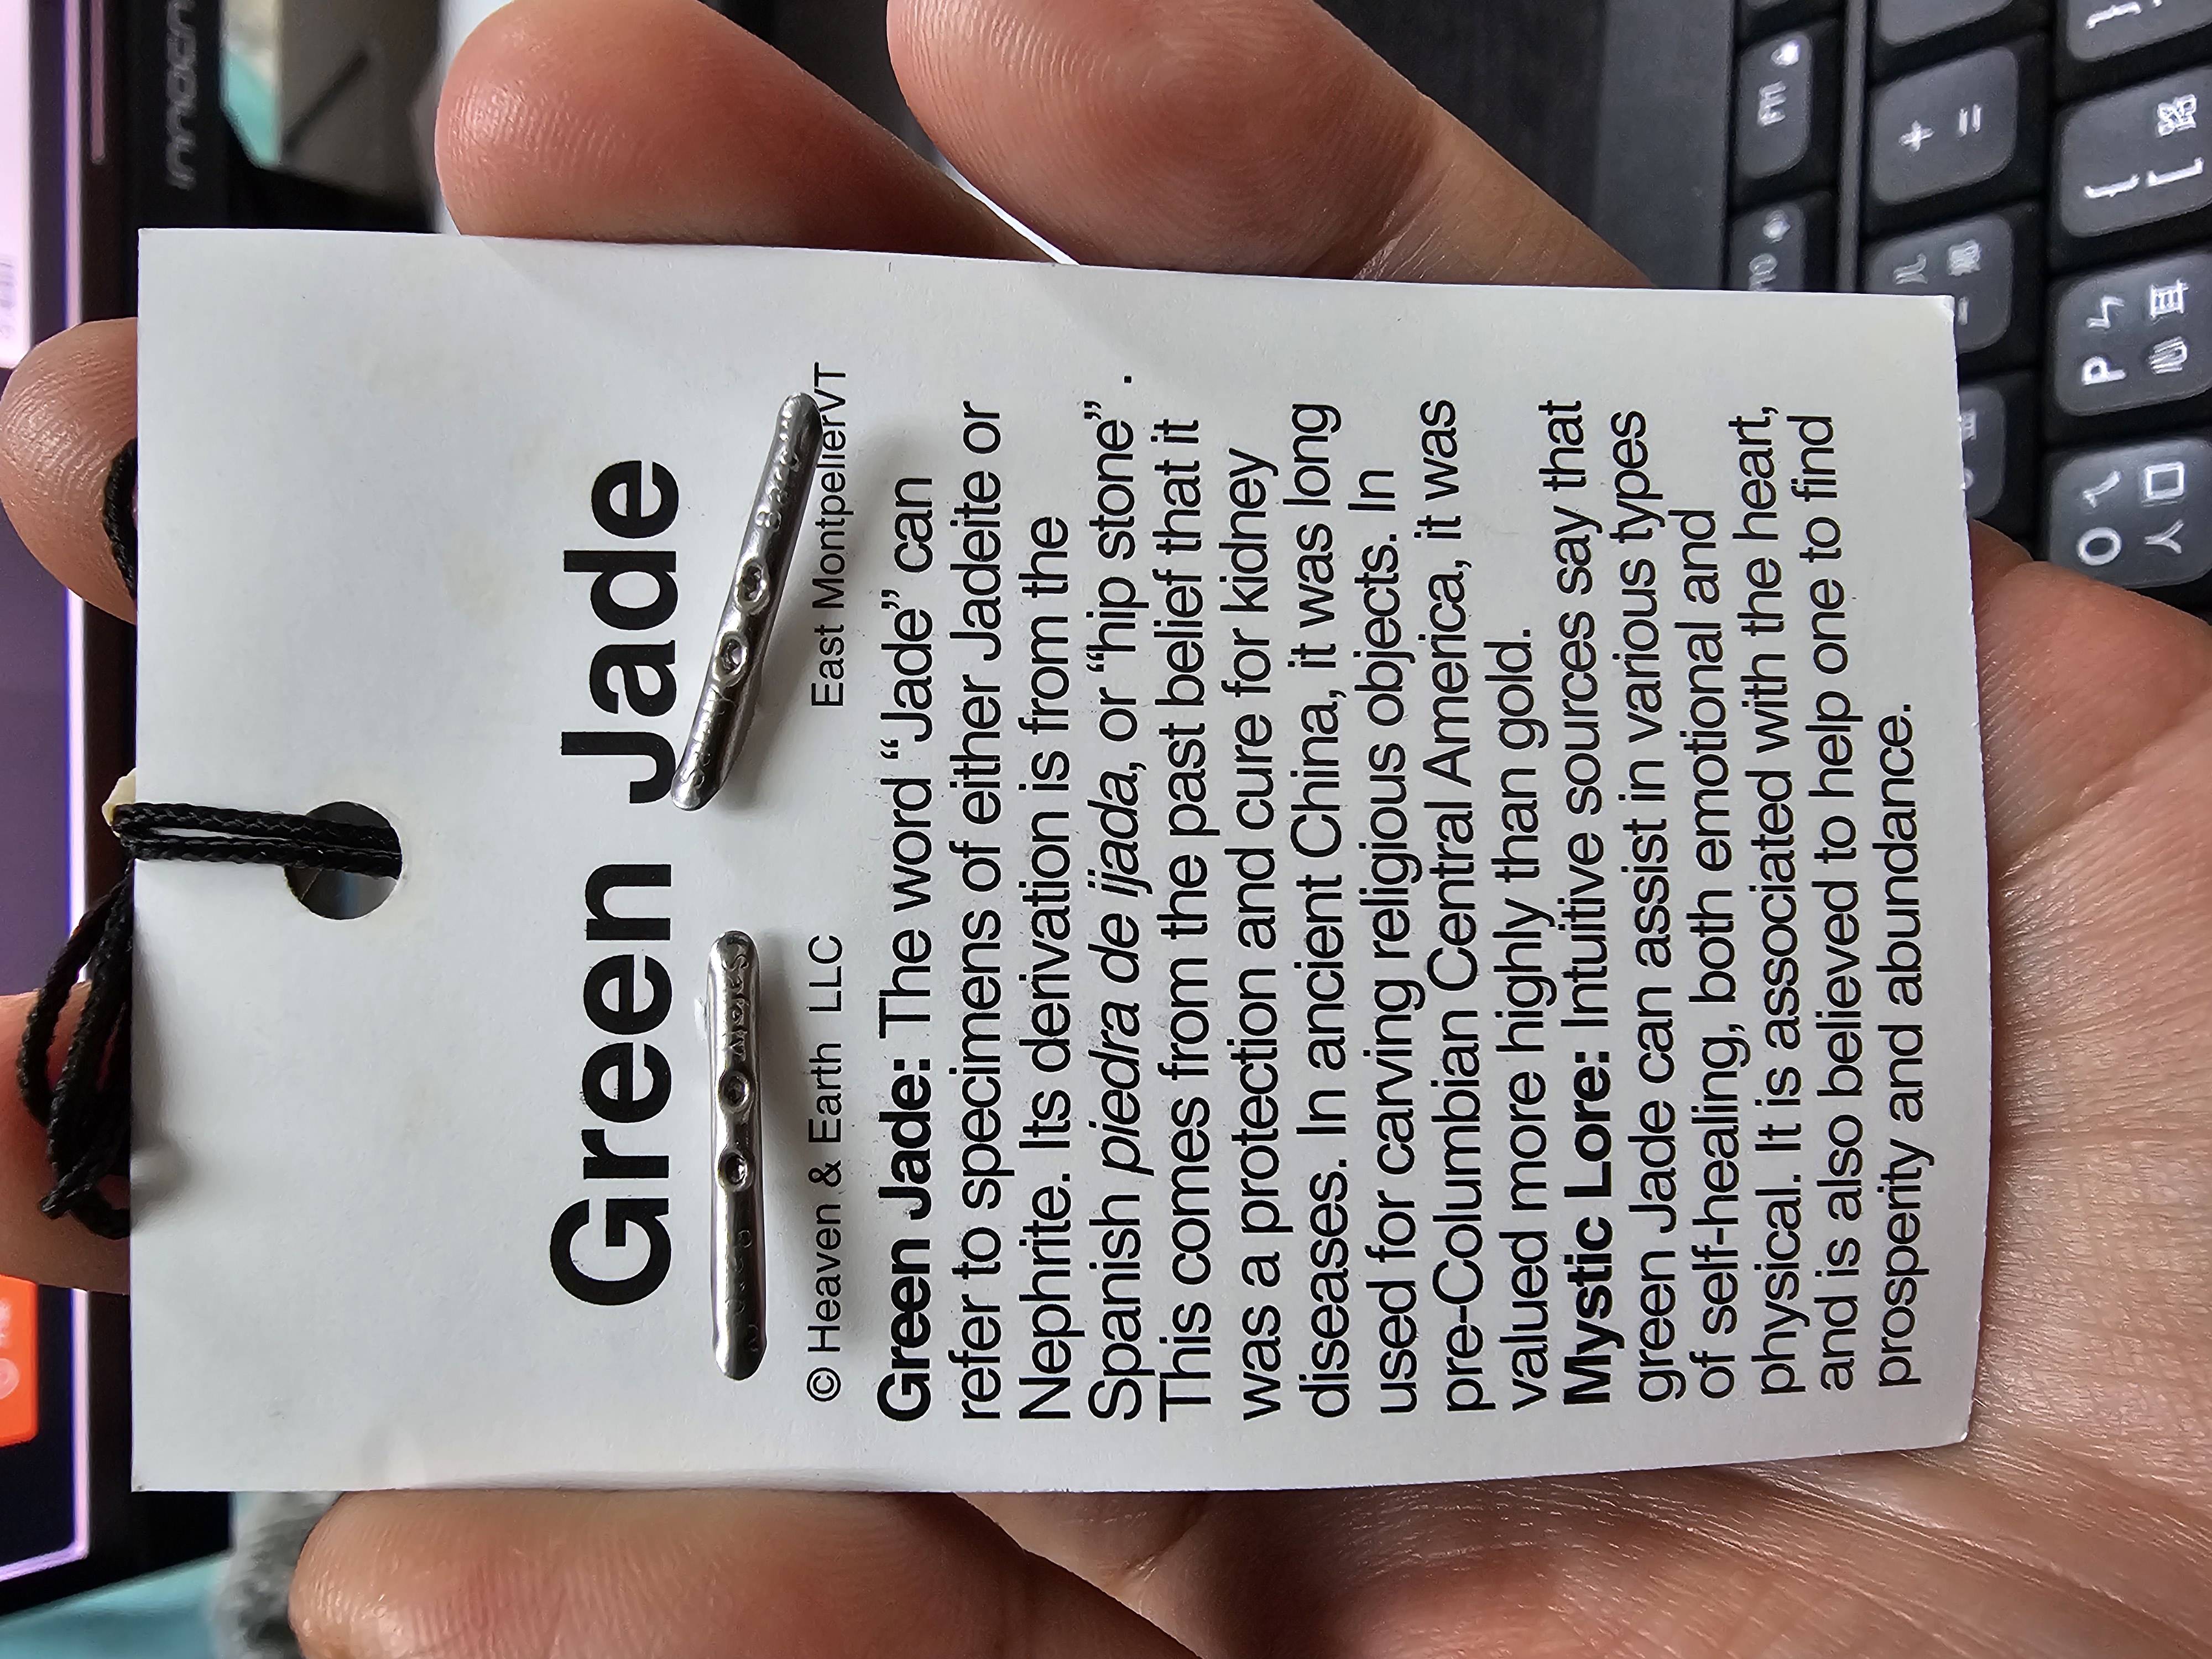 Green Jade
© Heaven & Earth LLC East Montpelier VT
Green Jade: The word “Jade” can
refer to specimens of either Jadeite or
Nephrite. Its derivation is from the
Spanish piedra de ijada, or “hip stone” .
This comes from the past belief that it
was a protection and cure for kidney
diseases. In ancient China, it was long
used for carving religious objects. In
pre-Columbian Central America, it was
valued more highly than gold.
Mystic Lore: Intuitive sources say that
green Jade can assist in various types
of self-healing, both emotional and
physical. It is associated with the heart,
and is also believed to help one to find
prosperity and abundance.
+
=
{
[
P
O